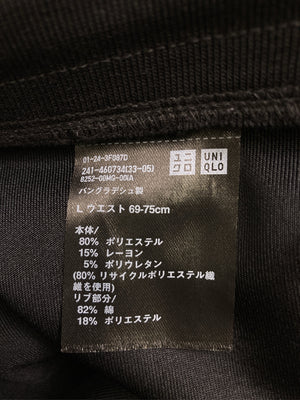 01-24-3F087D
241-460734(33-05)
8252-00MG-00IA
バングラデシュ製
ユニ
クロ
UNI
QLO
L ウエスト 69-75cm
本体/
80% ポリエステル
15% レーヨン
5% ポリウレタン
(80% リサイクルポリエステル繊
維を使用)
リブ部分/
82% 綿
18% ポリエステル